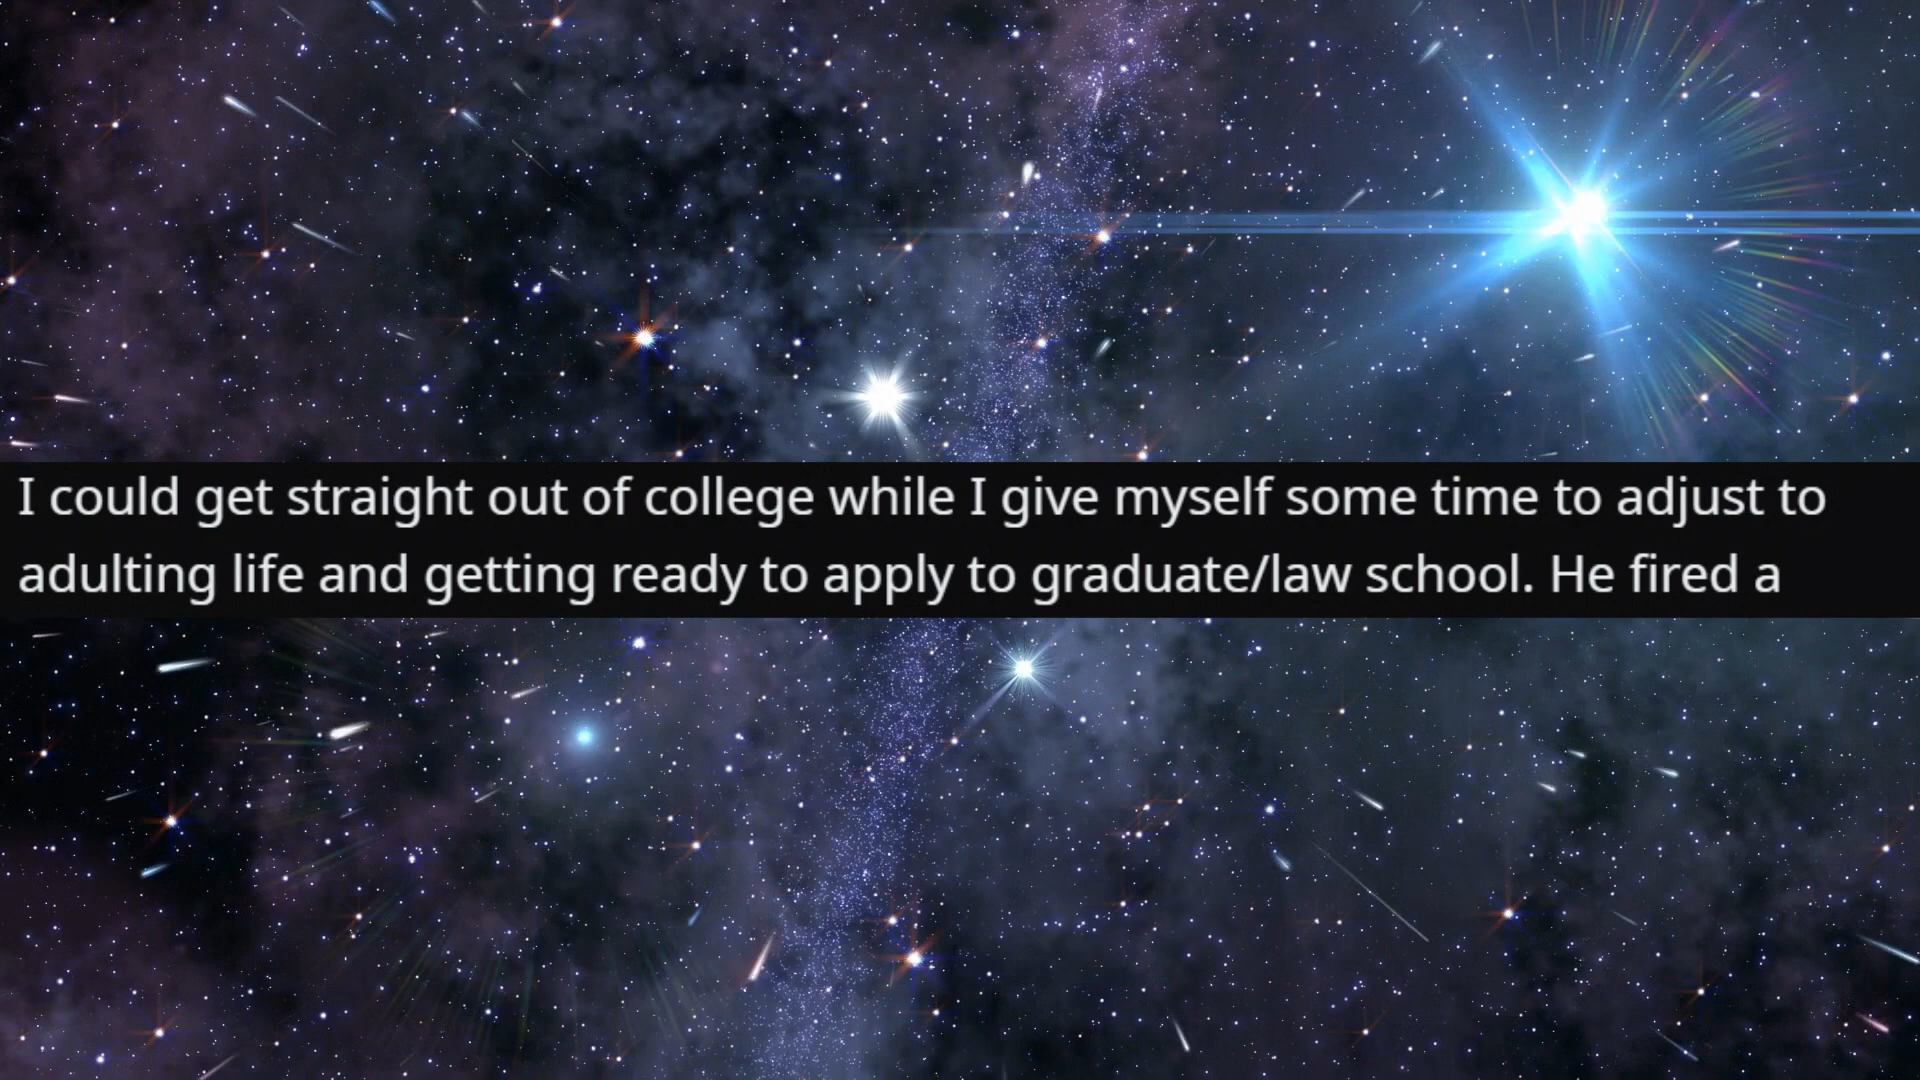 I could get straight out of college while I give myself some time to adjust to
adulting life and getting ready to apply to graduate/law school. He fired a